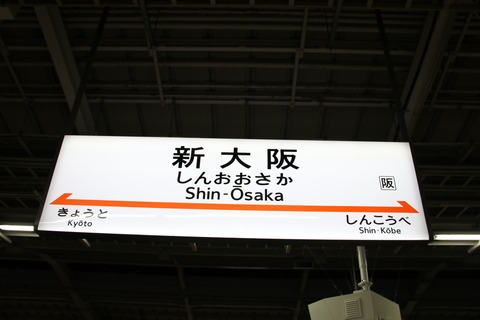 新大阪
しんおおさか
Shin-Ōsaka
阪
きょうと
Kyōto
しんこうべ
Shin-Kōbe